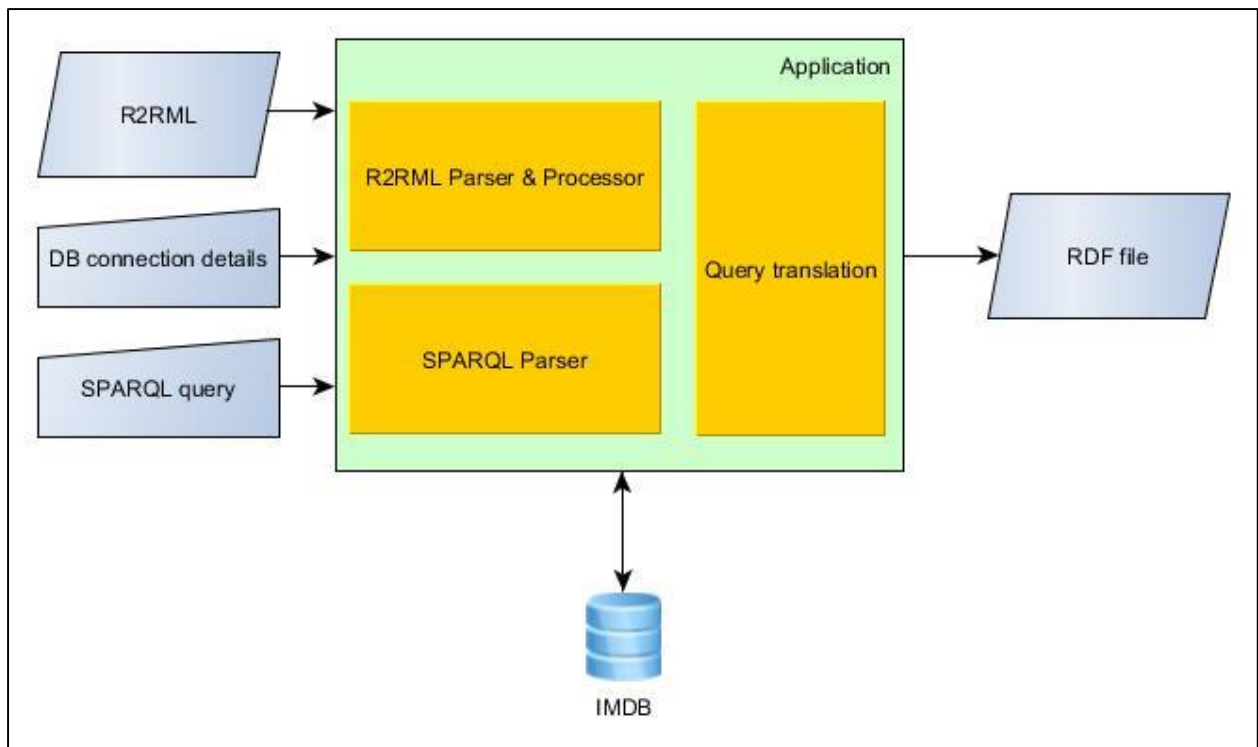 Application
R2RML
R2RML Parser & Processor
DB connection details
Query translation
RDF file
SPARQL Parser
SPARQL query
IMDB